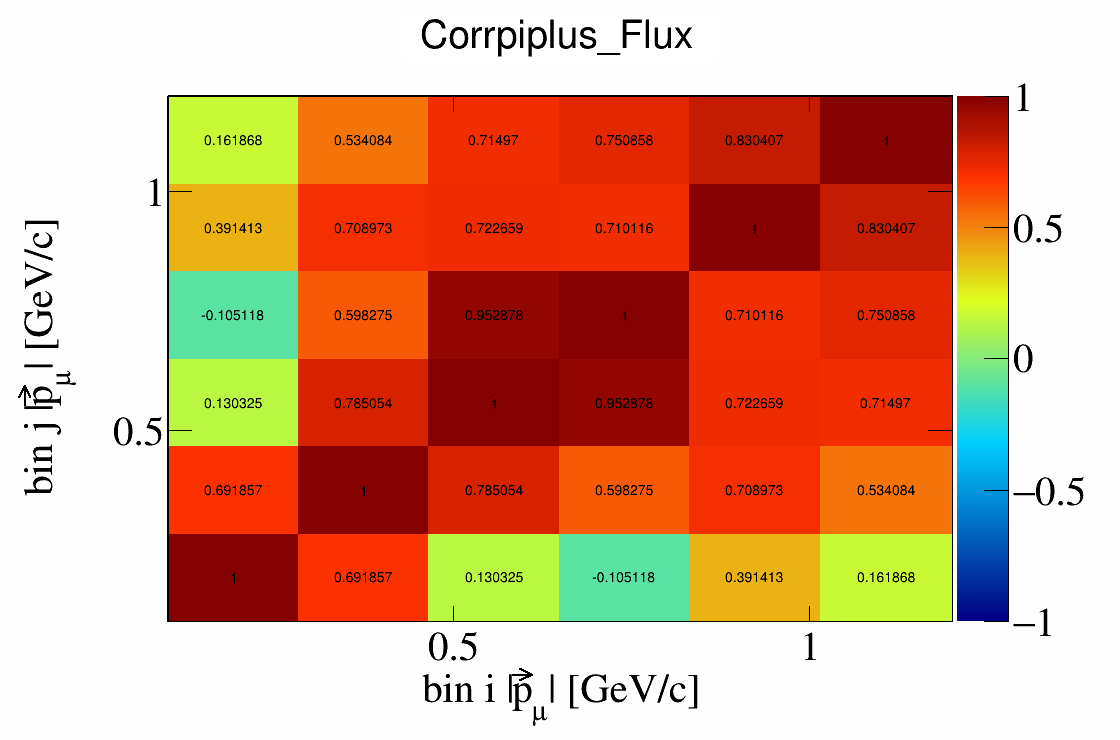 Corrpiplus_Flux
0.161868 0.534084 0.71497 0.750858 0.830407 1
0.391413 0.708973 0.722659 0.710116 1 0.830407
-0.105118 0.598275 0.952878 1 0.710116 0.750858
0.130325 0.785054 1 0.952878 0.722659 0.71497
0.691857 1 0.785054 0.598275 0.708973 0.534084
1 0.691857 0.130325 -0.105118 0.391413 0.161868
1
0.5
bin j |p⃗μ| [GeV/c]
0.5 1
bin i |p⃗μ| [GeV/c]
1
0.5
0
−0.5
−1